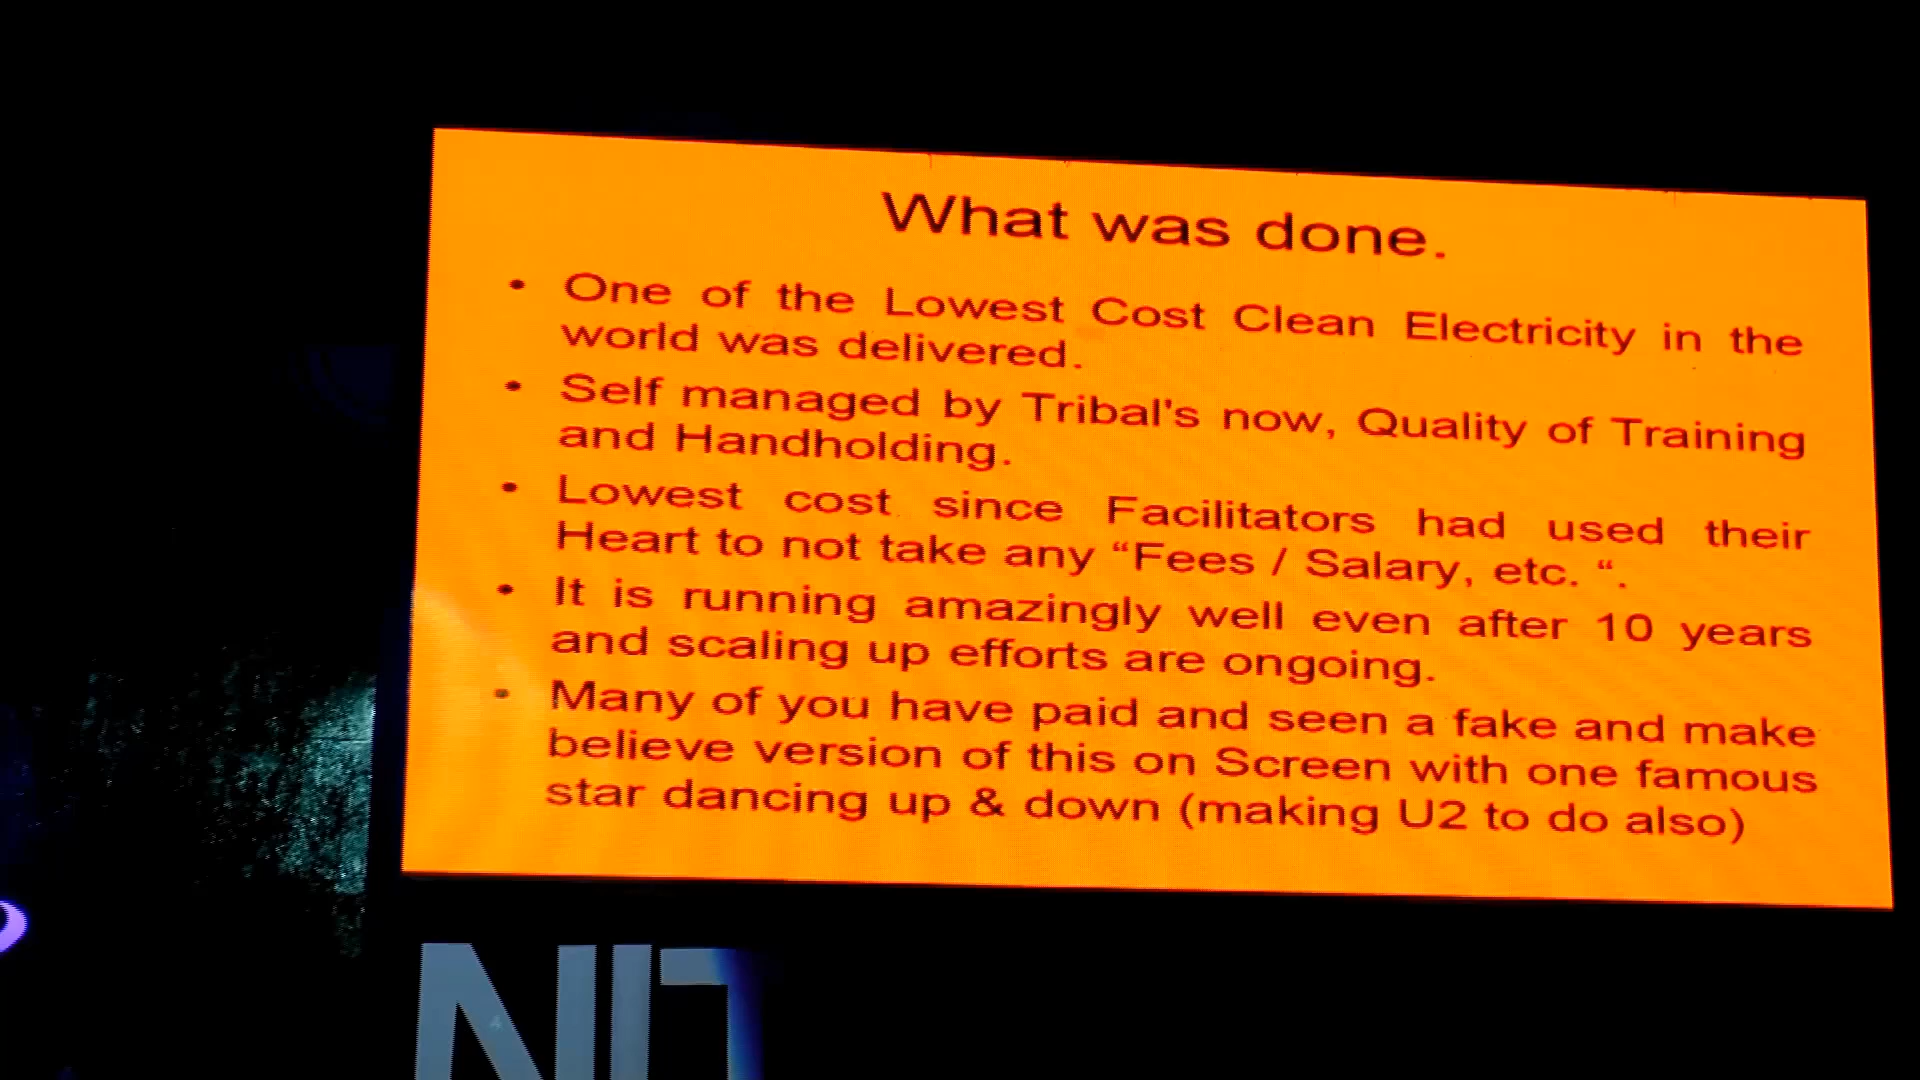 What was done.
• One of the Lowest Cost Clean Electricity in the
world was delivered.
• Self managed by Tribal's now, Quality of Training
and Handholding.
• Lowest cost since Facilitators had used their
Heart to not take any “Fees / Salary, etc. “.
• It is running amazingly well even after 10 years
and scaling up efforts are ongoing.
• Many of you have paid and seen a fake and make
believe version of this on Screen with one famous
star dancing up & down (making U2 to do also)
NIT